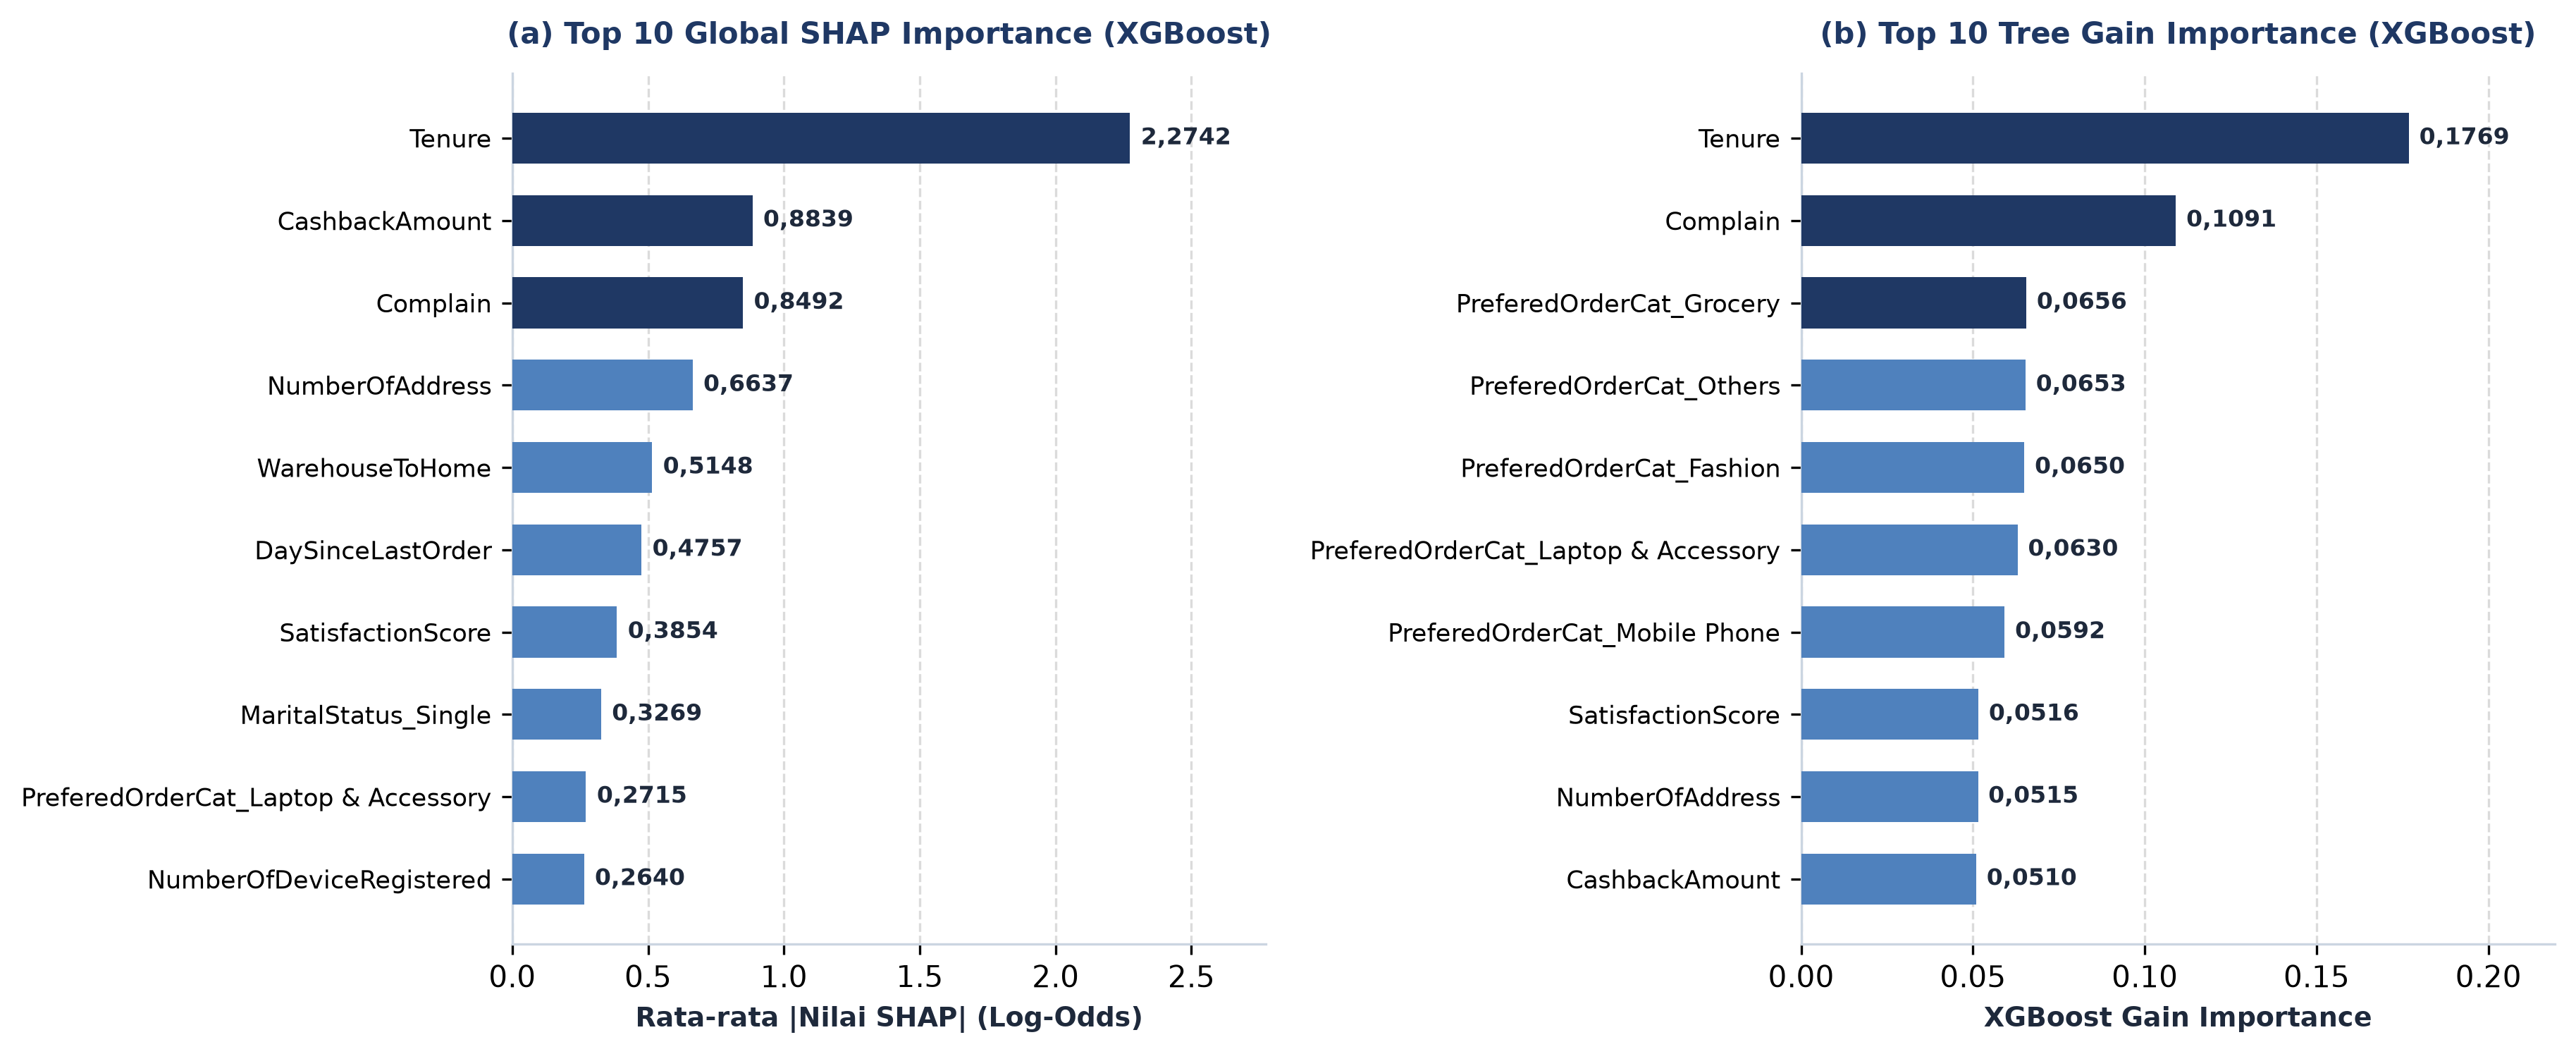 (a) Top 10 Global SHAP Importance (XGBoost)
Tenure 2,2742
CashbackAmount 0,8839
Complain 0,8492
NumberOfAddress 0,6637
WarehouseToHome 0,5148
DaySinceLastOrder 0,4757
SatisfactionScore 0,3854
MaritalStatus_Single 0,3269
PreferedOrderCat_Laptop & Accessory 0,2715
NumberOfDeviceRegistered 0,2640
0.0 0.5 1.0 1.5 2.0 2.5
Rata-rata |Nilai SHAP| (Log-Odds)
(b) Top 10 Tree Gain Importance (XGBoost)
Tenure 0,1769
Complain 0,1091
PreferedOrderCat_Grocery 0,0656
PreferedOrderCat_Others 0,0653
PreferedOrderCat_Fashion 0,0650
PreferedOrderCat_Laptop & Accessory 0,0630
PreferedOrderCat_Mobile Phone 0,0592
SatisfactionScore 0,0516
NumberOfAddress 0,0515
CashbackAmount 0,0510
0.00 0.05 0.10 0.15 0.20
XGBoost Gain Importance